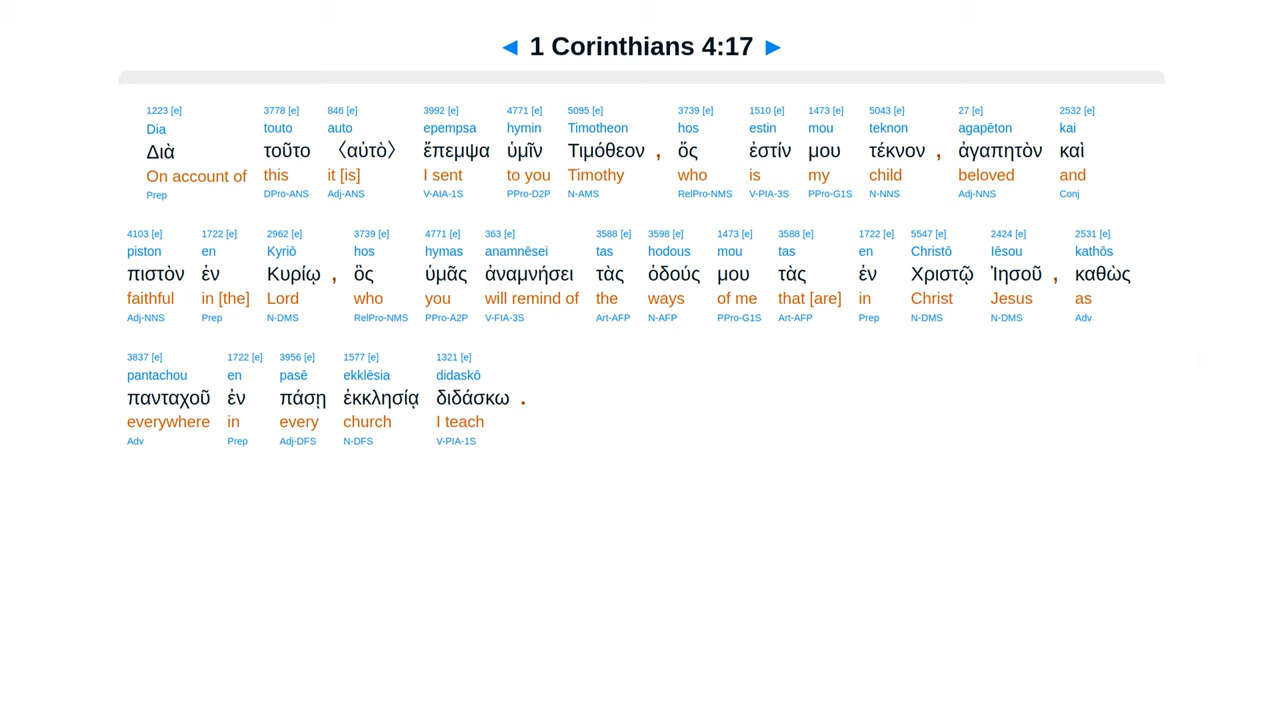 ◄ 1 Corinthians 4:17 ►
1223 [e] 3778 [e] 846 [e] 3992 [e] 4771 [e] 5095 [e] 3739 [e] 1510 [e] 1473 [e] 5043 [e] 27 [e] 2532 [e]
Dia touto auto epempsa hymin Timotheon hos estin mou teknon agapēton kai
Διὰ τοῦτο 〈αὐτὸ〉 ἔπεμψα ὑμῖν Τιμόθεον , ὅς ἐστίν μου τέκνον , ἀγαπητὸν καὶ
On account of this it [is] I sent to you Timothy who is my child beloved and
Prep DPro-ANS Adj-ANS V-AIA-1S PPro-D2P N-AMS RelPro-NMS V-PIA-3S PPro-G1S N-NNS Adj-NNS Conj
4103 [e] 1722 [e] 2962 [e] 3739 [e] 4771 [e] 363 [e] 3588 [e] 3598 [e] 1473 [e] 3588 [e] 1722 [e] 5547 [e] 2424 [e] 2531 [e]
piston en Kyriō hos hymas anamnēsei tas hodous mou tas en Christō Iēsou kathōs
πιστὸν ἐν Κυρίῳ , ὃς ὑμᾶς ἀναμνήσει τὰς ὁδούς μου τὰς ἐν Χριστῷ Ἰησοῦ , καθὼς
faithful in [the] Lord who you will remind of the ways of me that [are] in Christ Jesus as
Adj-NNS Prep N-DMS RelPro-NMS PPro-A2P V-FIA-3S Art-AFP N-AFP PPro-G1S Art-AFP Prep N-DMS N-DMS Adv
3837 [e] 1722 [e] 3956 [e] 1577 [e] 1321 [e]
pantachou en pasē ekklēsia didaskō
πανταχοῦ ἐν πάσῃ ἐκκλησίᾳ διδάσκω .
everywhere in every church I teach
Adv Prep Adj-DFS N-DFS V-PIA-1S